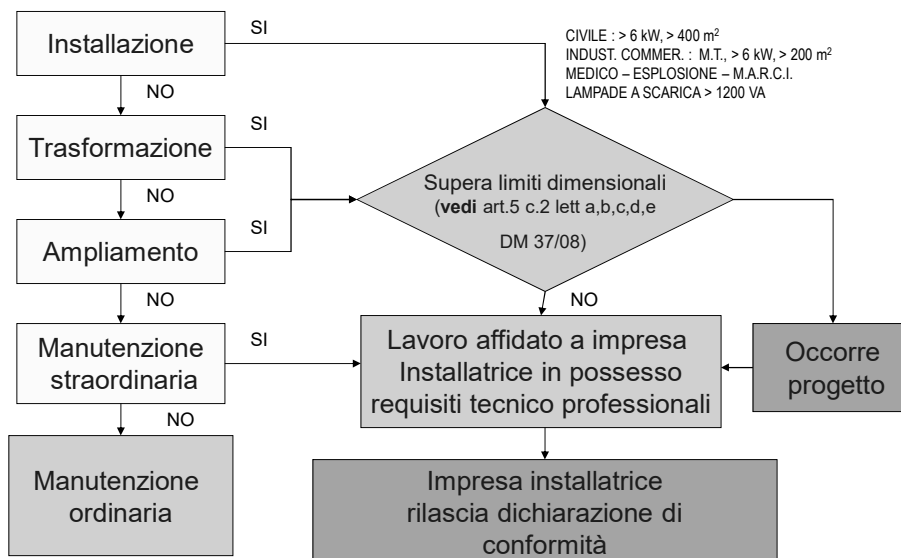 Installazione
SI
CIVILE : > 6 kW, > 400 m²
INDUST. COMMER. : M.T., > 6 kW, > 200 m²
MEDICO – ESPLOSIONE – M.A.R.C.I.
LAMPADE A SCARICA > 1200 VA
NO
Trasformazione
SI
NO
Ampliamento
SI
Supera limiti dimensionali
(vedi art.5 c.2 lett a,b,c,d,e
DM 37/08)
NO
NO
Manutenzione
straordinaria
SI
Lavoro affidato a impresa
Installatrice in possesso
requisiti tecnico professionali
Occorre
progetto
NO
Manutenzione
ordinaria
Impresa installatrice
rilascia dichiarazione di
conformità